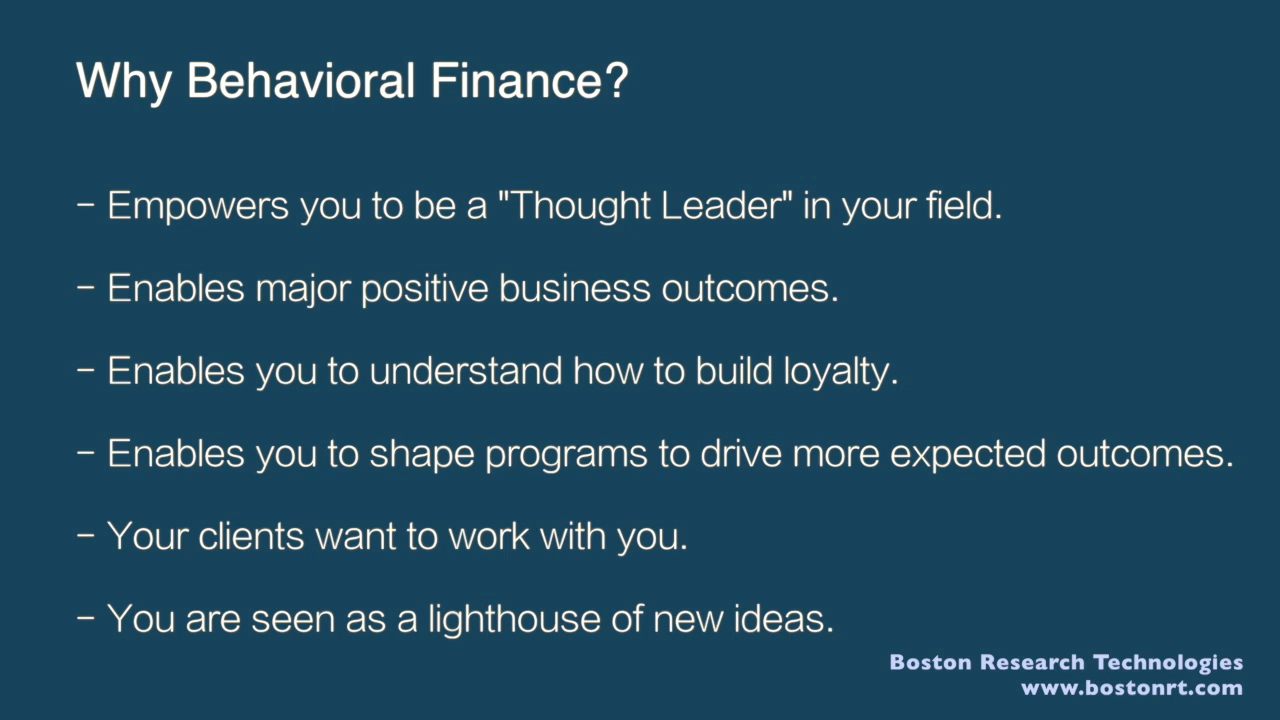 Why Behavioral Finance?
- Empowers you to be a "Thought Leader" in your field.
- Enables major positive business outcomes.
- Enables you to understand how to build loyalty.
- Enables you to shape programs to drive more expected outcomes.
- Your clients want to work with you.
- You are seen as a lighthouse of new ideas.
Boston Research Technologies
www.bostonrt.com